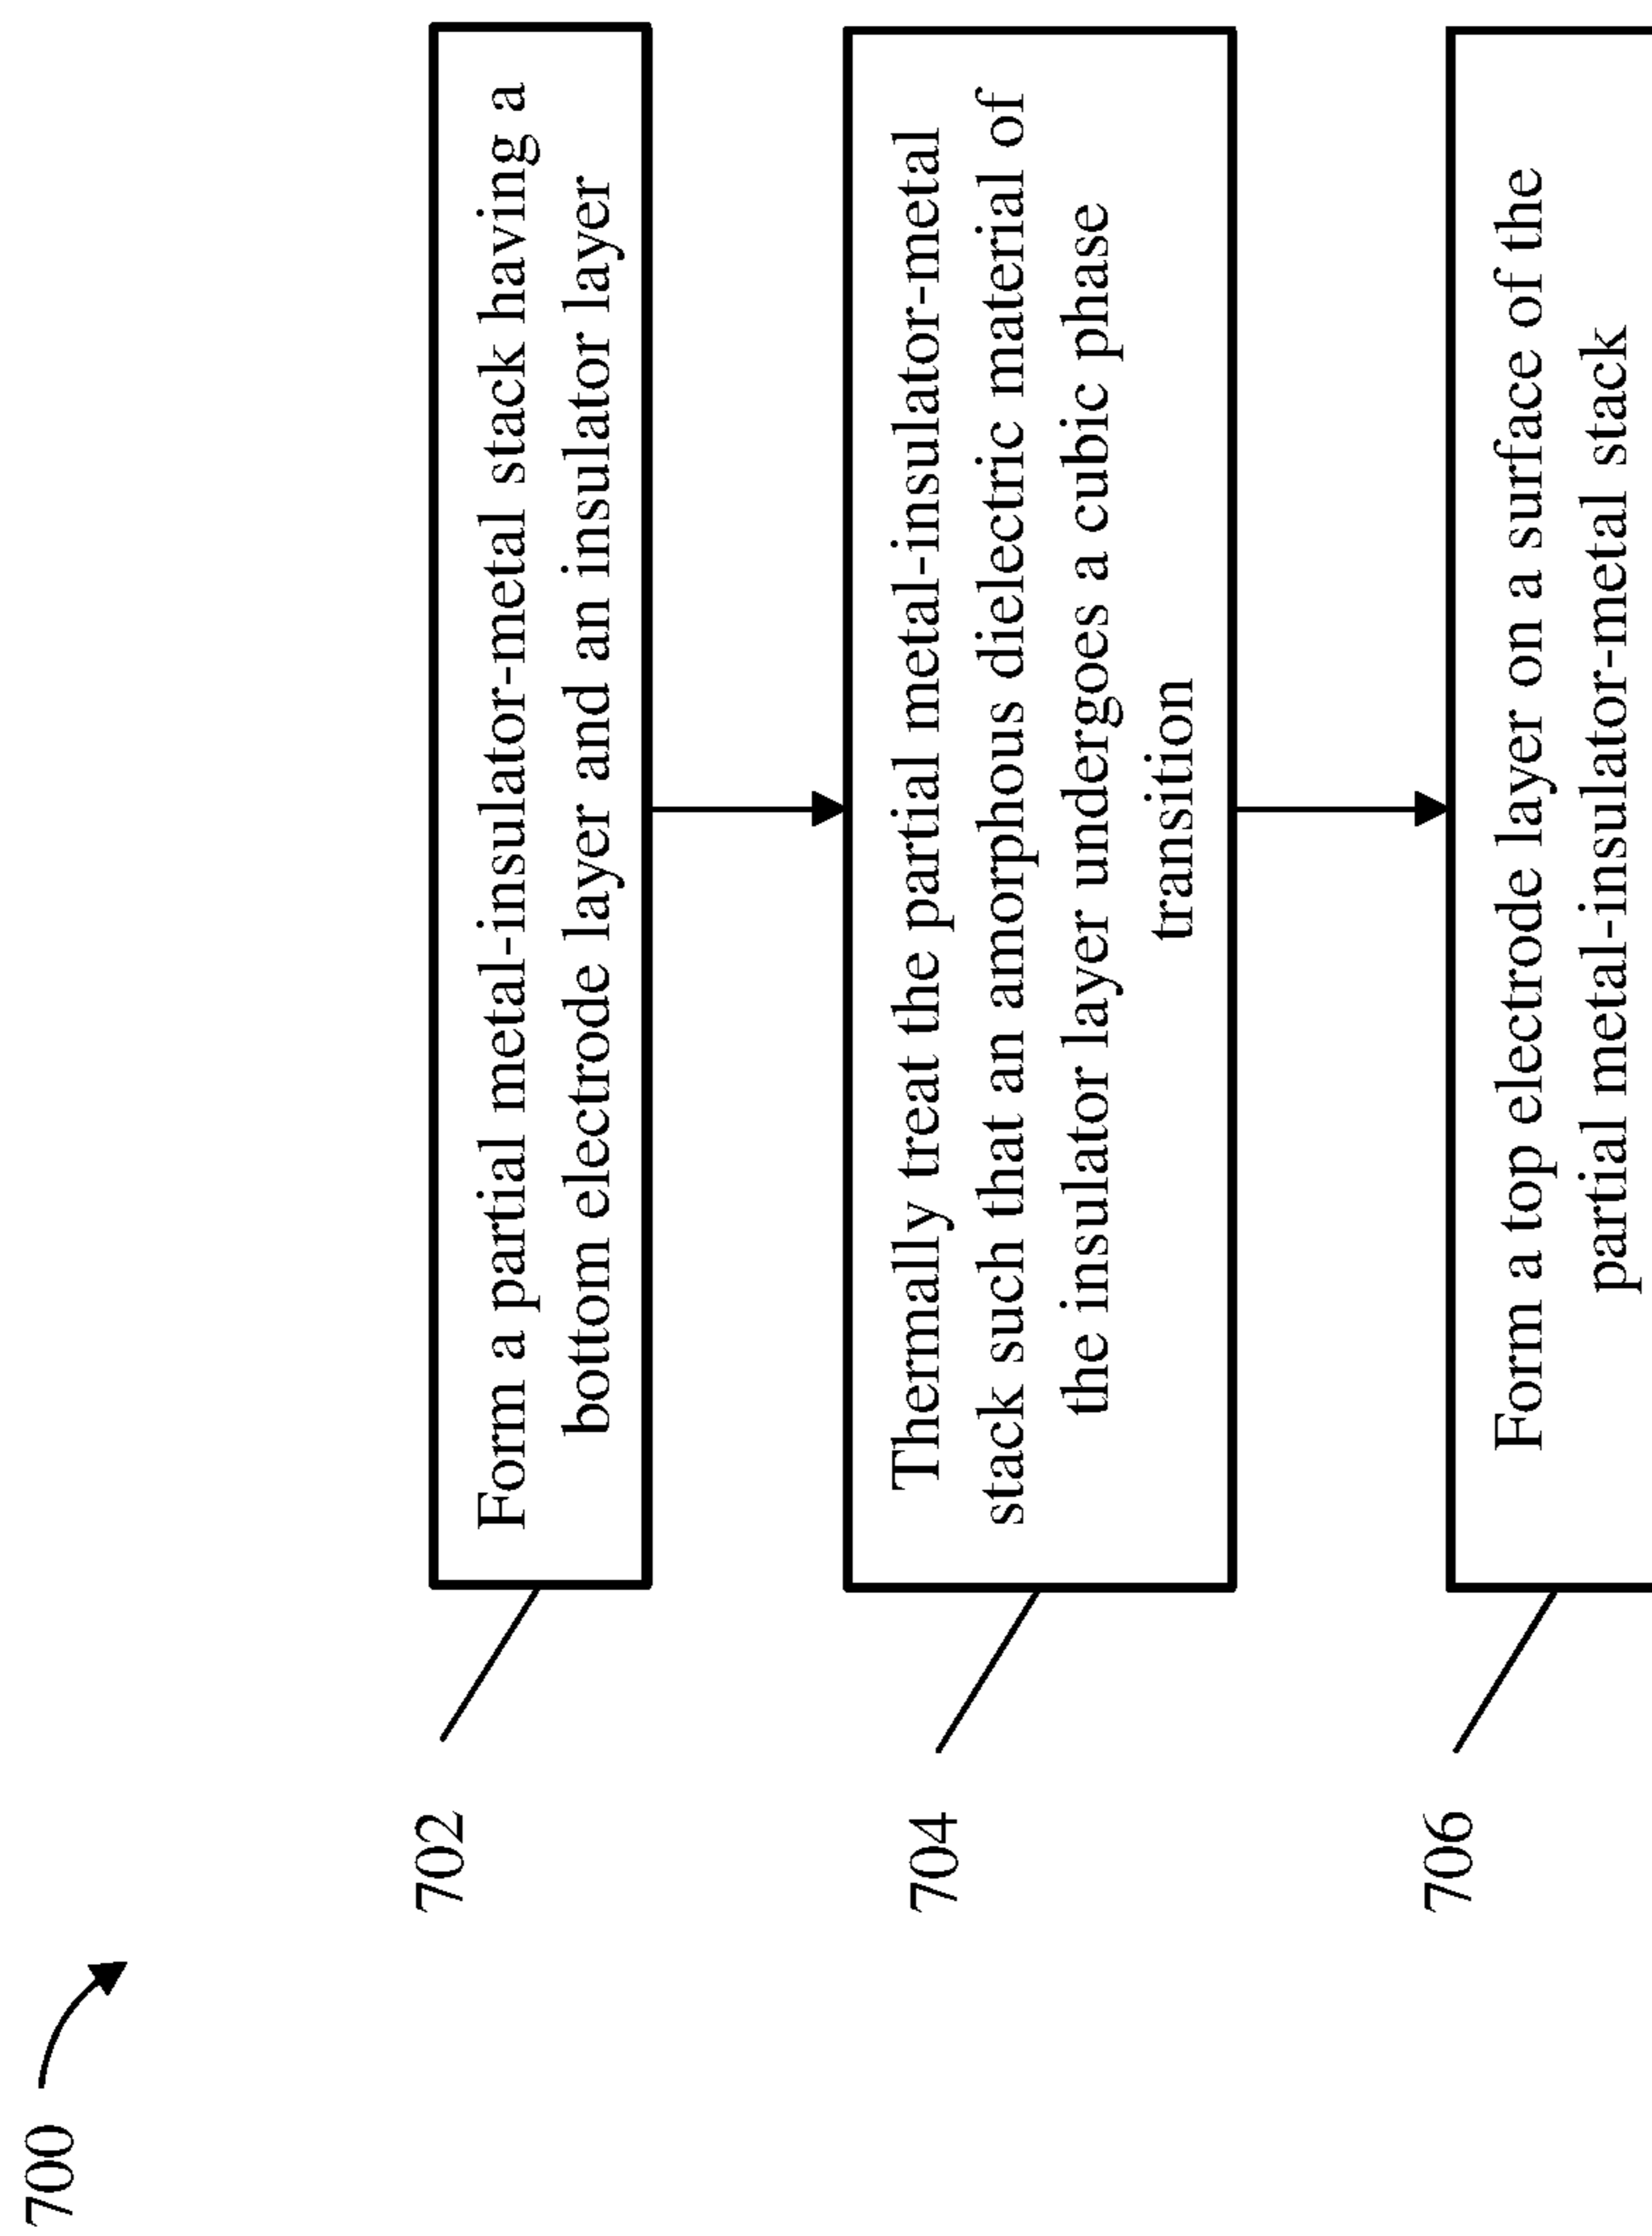 700
702
Form a partial metal-insulator-metal stack having a
bottom electrode layer and an insulator layer
704
Thermally treat the partial metal-insulator-metal
stack such that an amorphous dielectric material of
the insulator layer undergoes a cubic phase
transition
706
Form a top electrode layer on a surface of the
partial metal-insulator-metal stack